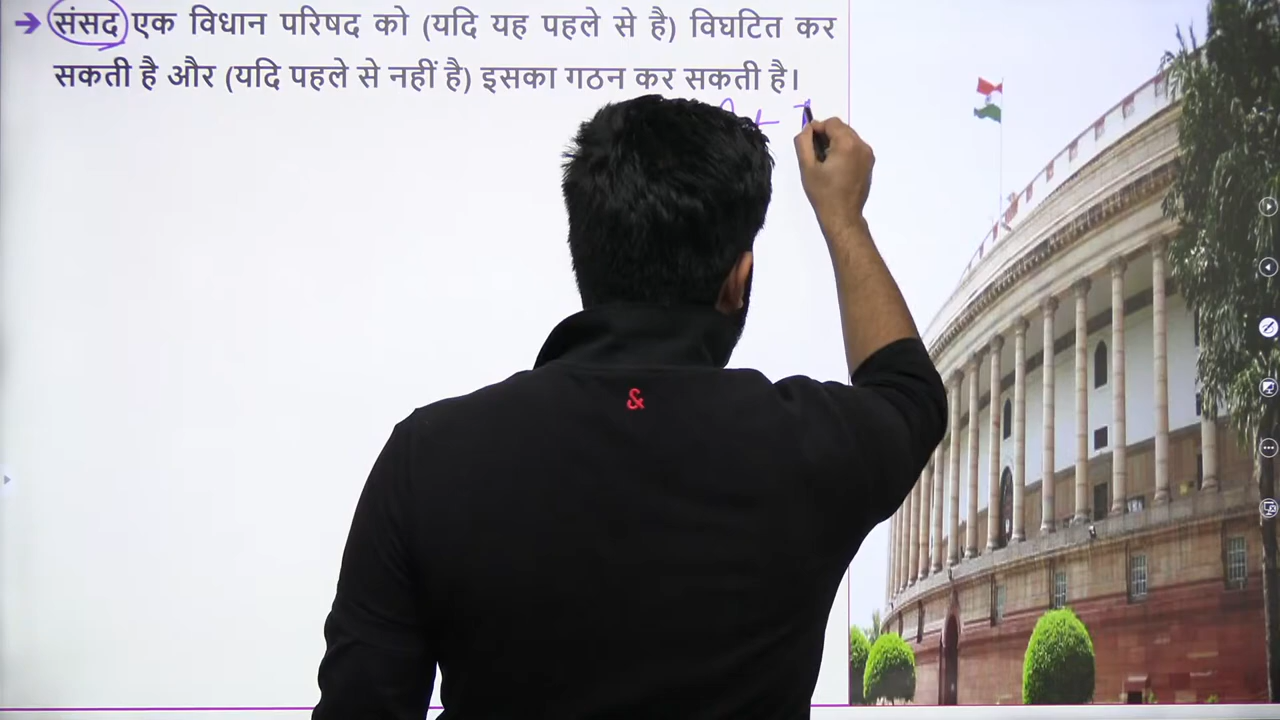 संसद एक विधान परिषद को (यदि यह पहले से है) विघटित कर
सकती है और (यदि पहले से नहीं है) इसका गठन कर सकती है।
&